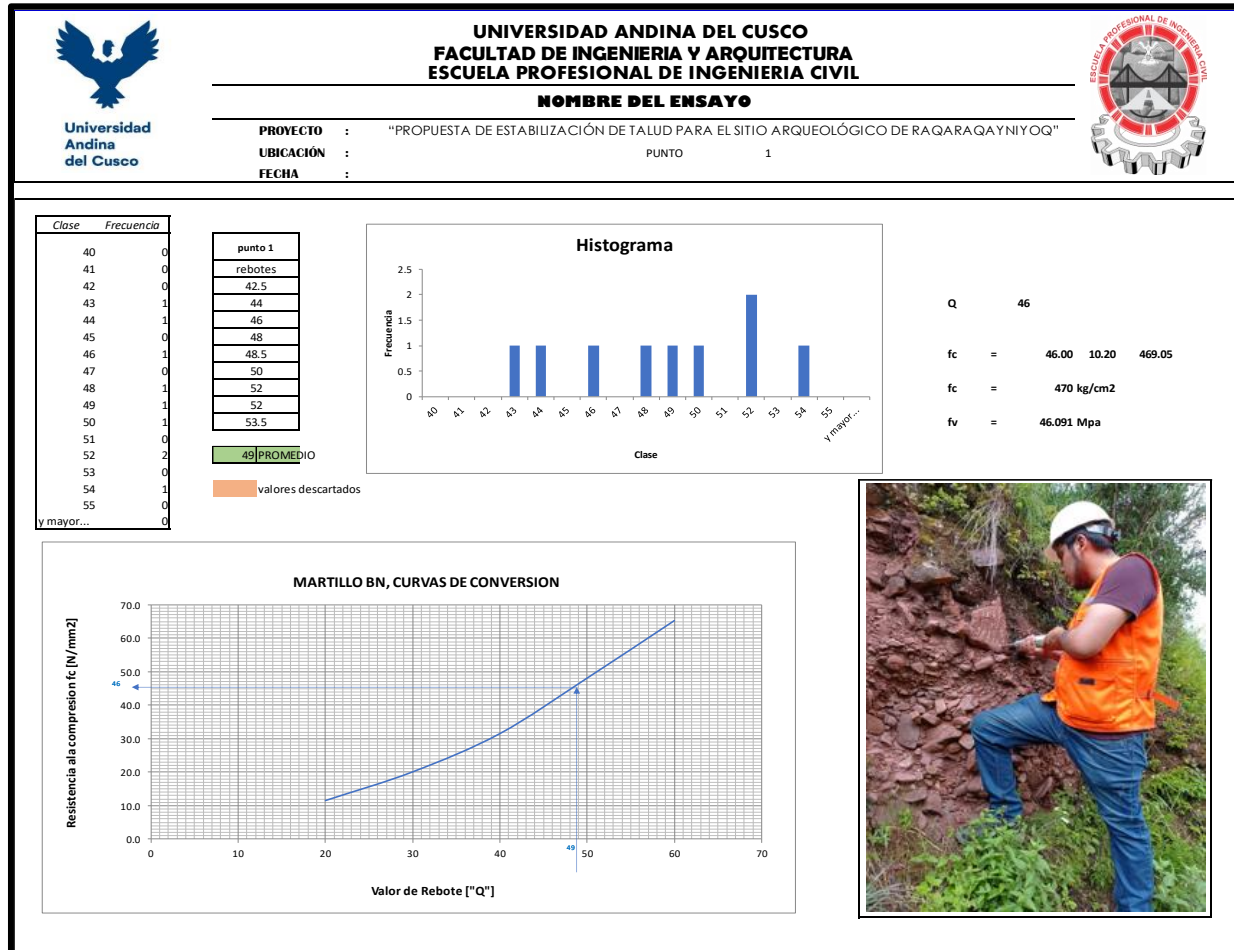 UNIVERSIDAD ANDINA DEL CUSCO
FACULTAD DE INGENIERIA Y ARQUITECTURA
ESCUELA PROFESIONAL DE INGENIERIA CIVIL
NOMBRE DEL ENSAYO
Universidad
Andina
del Cusco
ESCUELA PROFESIONAL DE INGENIERIA CIVIL
PROYECTO : "PROPUESTA DE ESTABILIZACIÓN DE TALUD PARA EL SITIO ARQUEOLÓGICO DE RAQARAQAYNIYOQ"
UBICACIÓN : PUNTO 1
FECHA :
Clase Frecuencia
40 0
41 0
42 0
43 1
44 1
45 0
46 1
47 0
48 1
49 1
50 1
51 0
52 2
53 0
54 1
55 0
y mayor... 0
punto 1
rebotes
42.5
44
46
48
48.5
50
52
52
53.5
49 PROMEDIO
valores descartados
Histograma
Frecuencia
2.5
2
1.5
1
0.5
0
40 41 42 43 44 45 46 47 48 49 50 52 53 54 55 y mayor...
Clase
Q 46
fc = 46.00 10.20 469.05
fc = 470 kg/cm2
fv = 46.091 Mpa
MARTILLO BN, CURVAS DE CONVERSION
Resistencia ala compresion fc [N/mm2]
70.0
60.0
50.0
46
40.0
30.0
20.0
10.0
0.0
0 10 20 30 40 49 50 60 70
Valor de Rebote ["Q"]